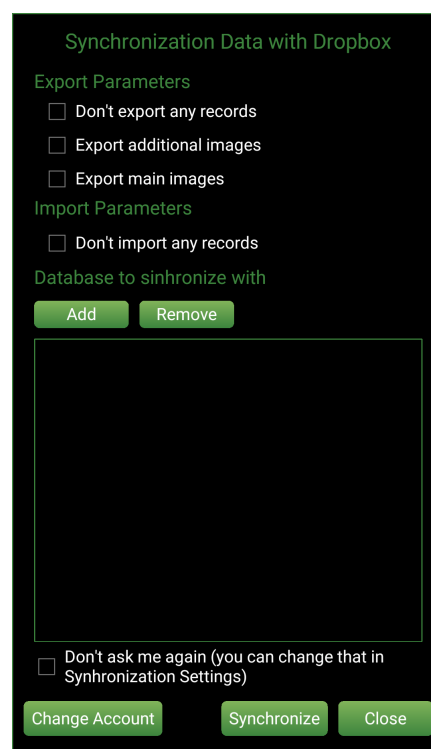 Synchronization Data with Dropbox
Export Parameters
Don't export any records
Export additional images
Export main images
Import Parameters
Don't import any records
Database to sinhronize with
Add Remove
Don't ask me again (you can change that in
Synhronization Settings)
Change Account Synchronize Close